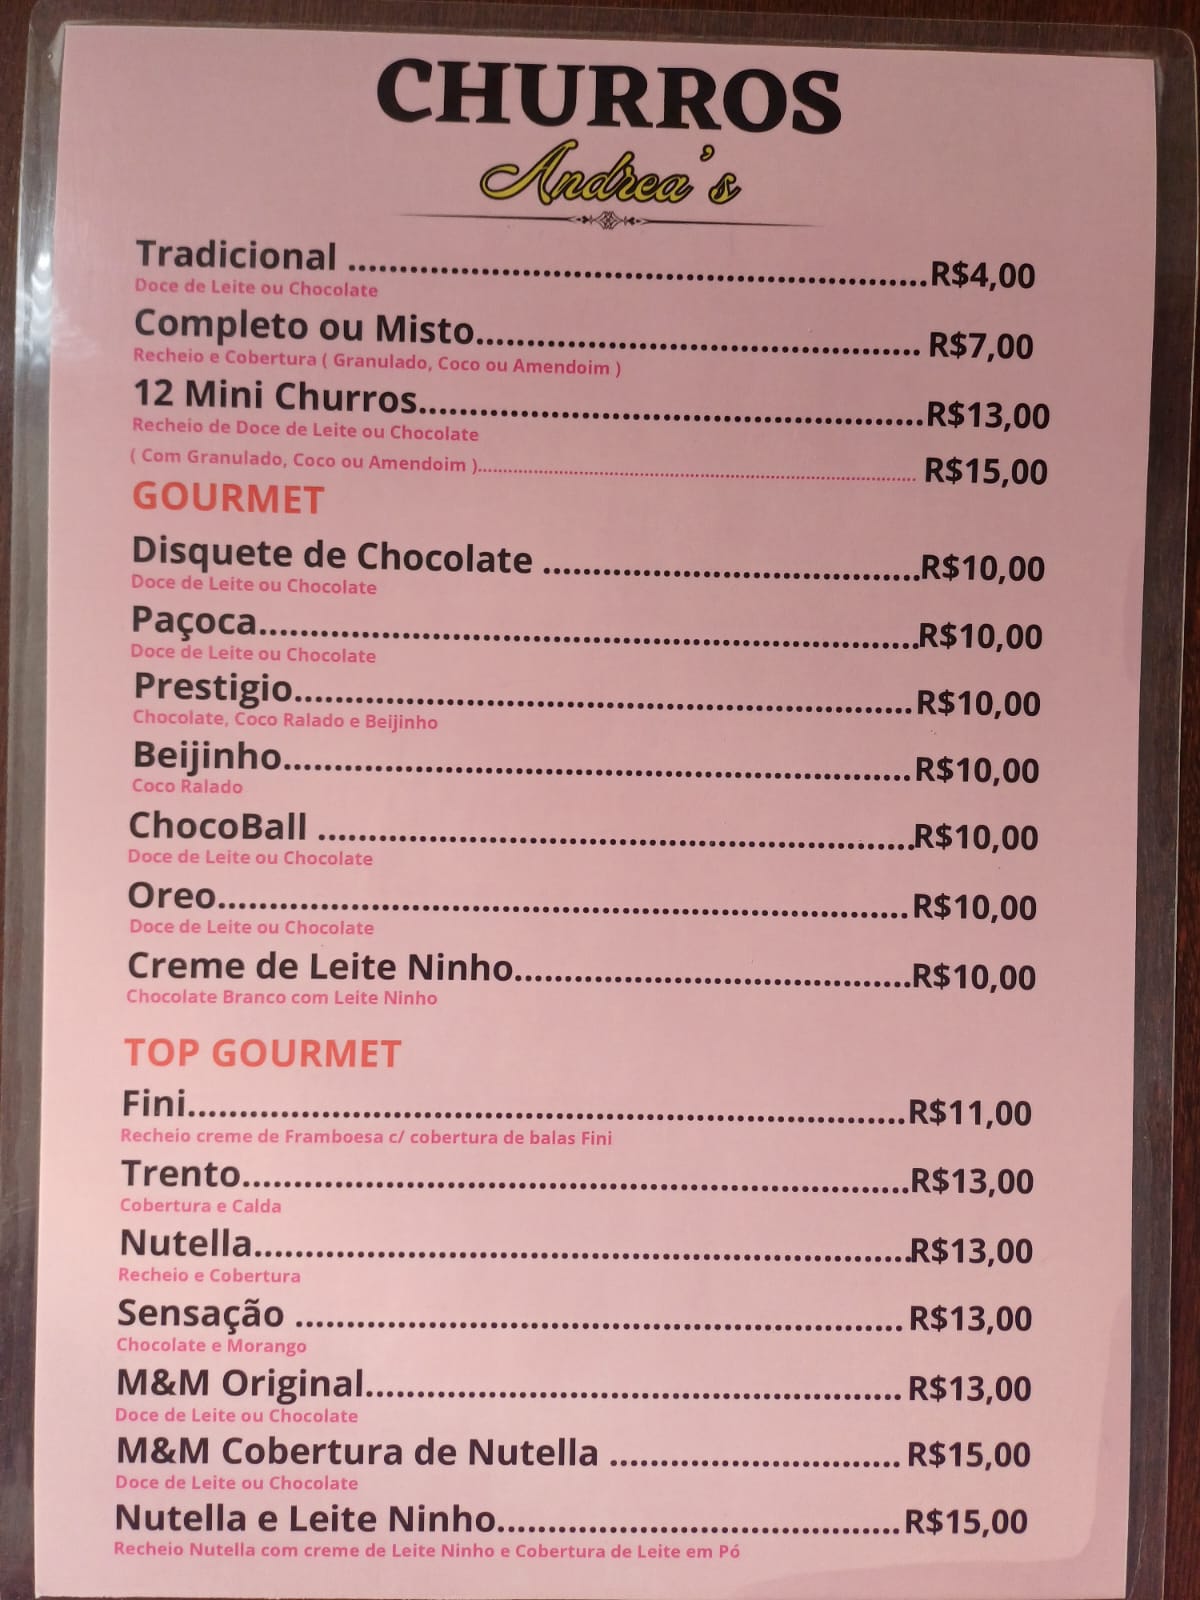 CHURROS
Andrea's
Tradicional ........................................................R$4,00
Doce de Leite ou Chocolate
Completo ou Misto........................................... R$7,00
Recheio e Cobertura ( Granulado, Coco ou Amendoim )
12 Mini Churros.................................................R$13,00
Recheio de Doce de Leite ou Chocolate
( Com Granulado, Coco ou Amendoim )............................................................ R$15,00
GOURMET
Disquete de Chocolate .....................................R$10,00
Doce de Leite ou Chocolate
Paçoca................................................................R$10,00
Doce de Leite ou Chocolate
Prestigio............................................................R$10,00
Chocolate, Coco Ralado e Beijinho
Beijinho.............................................................R$10,00
Coco Ralado
ChocoBall ..........................................................R$10,00
Doce de Leite ou Chocolate
Oreo...................................................................R$10,00
Doce de Leite ou Chocolate
Creme de Leite Ninho.......................................R$10,00
Chocolate Branco com Leite Ninho
TOP GOURMET
Fini......................................................................R$11,00
Recheio creme de Framboesa c/ cobertura de balas Fini
Trento.................................................................R$13,00
Cobertura e Calda
Nutella................................................................R$13,00
Recheio e Cobertura
Sensação ........................................................... R$13,00
Chocolate e Morango
M&M Original.................................................... R$13,00
Doce de Leite ou Chocolate
M&M Cobertura de Nutella ............................ R$15,00
Doce de Leite ou Chocolate
Nutella e Leite Ninho.......................................R$15,00
Recheio Nutella com creme de Leite Ninho e Cobertura de Leite em Pó